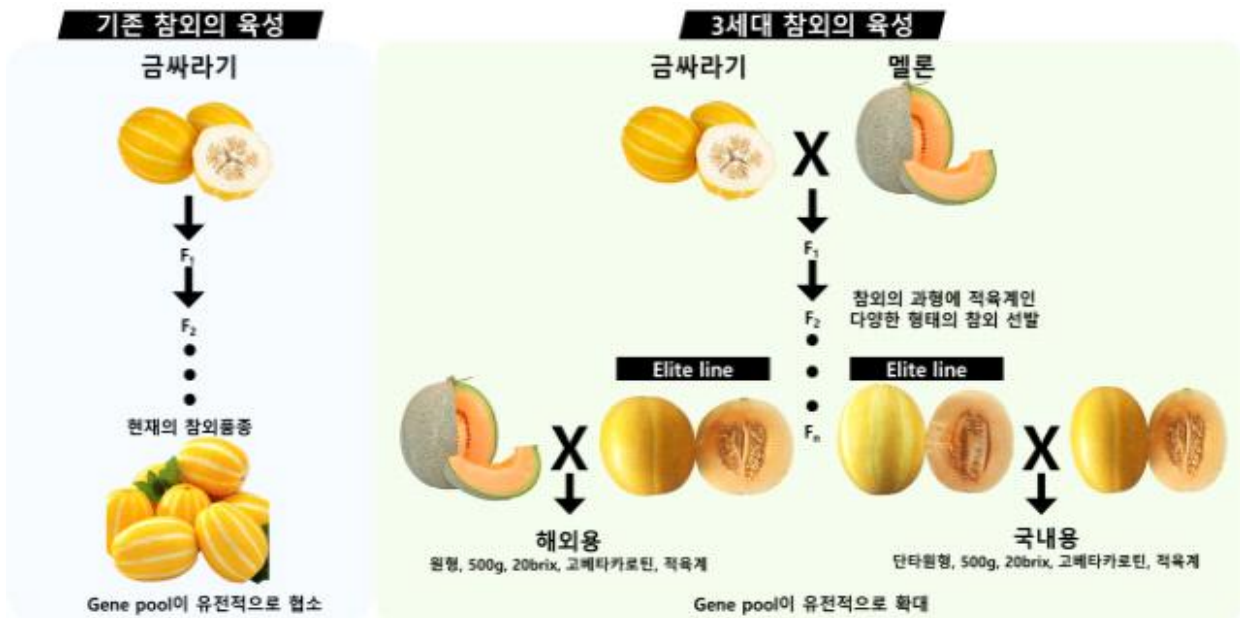 기존 참외의 육성
금싸라기
F₁
F₂
현재의 참외품종
Gene pool이 유전적으로 협소
3세대 참외의 육성
금싸라기
멜론
X
F₁
F₂
참외의 과형에 적육계인
다양한 형태의 참외 선발
Elite line
Elite line
Fₙ
X
X
해외용
원형, 500g, 20brix, 고베타카로틴, 적육계
국내용
단타원형, 500g, 20brix, 고베타카로틴, 적육계
Gene pool이 유전적으로 확대